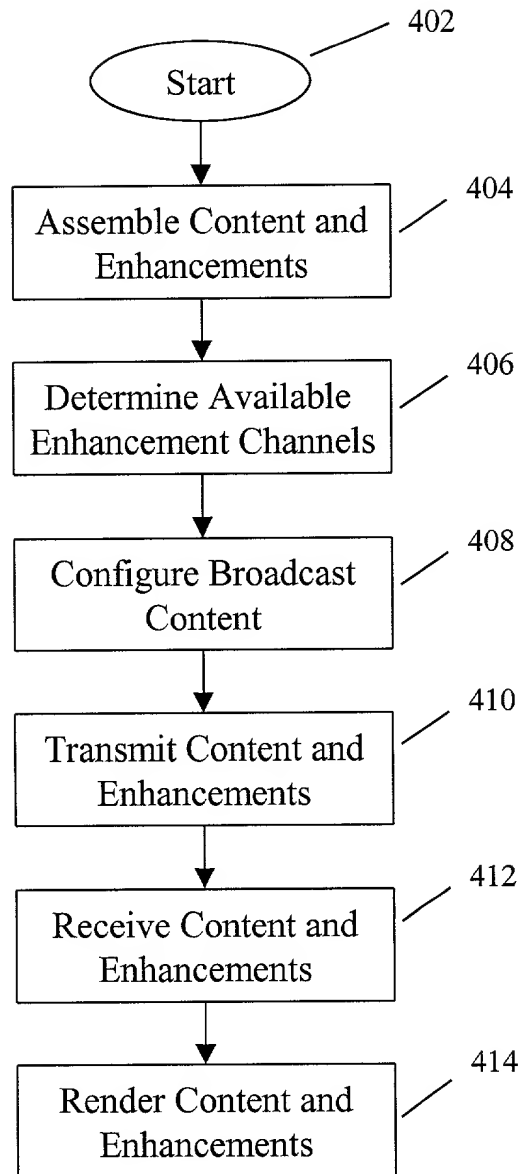 402
Start
404
Assemble Content and
Enhancements
406
Determine Available
Enhancement Channels
408
Configure Broadcast
Content
410
Transmit Content and
Enhancements
412
Receive Content and
Enhancements
414
Render Content and
Enhancements